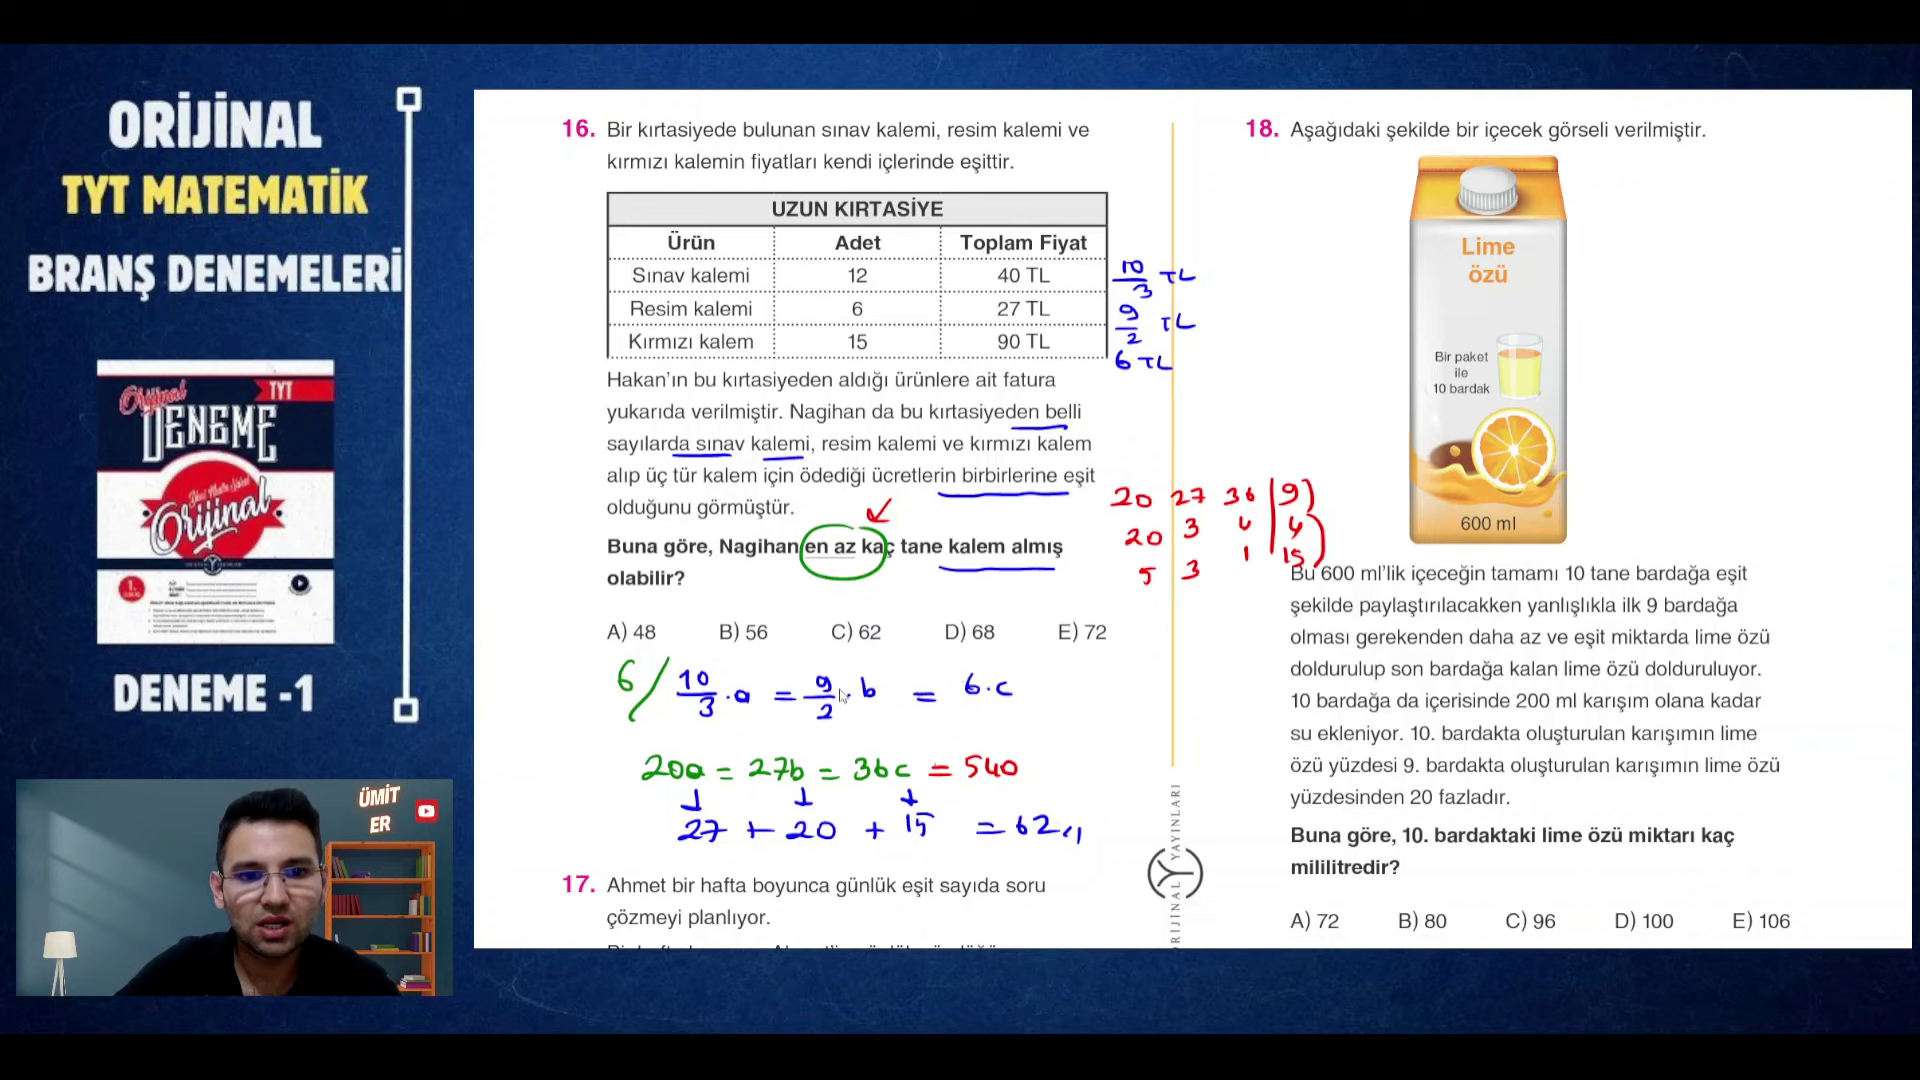 ORİJİNAL
TYT MATEMATİK
BRANŞ DENEMELERİ
Orijinal
TYT
DENEME
Orijinal
1.
DENEME -1
ÜMİT
ER
16. Bir kırtasiyede bulunan sınav kalemi, resim kalemi ve
kırmızı kalemin fiyatları kendi içlerinde eşittir.
UZUN KIRTASİYE
Ürün Adet Toplam Fiyat
Sınav kalemi 12 40 TL 10/3 TL
Resim kalemi 6 27 TL 9/2 TL
Kırmızı kalem 15 90 TL 6 TL
Hakan’ın bu kırtasiyeden aldığı ürünlere ait fatura
yukarıda verilmiştir. Nagihan da bu kırtasiyeden belli
sayılarda sınav kalemi, resim kalemi ve kırmızı kalem
alıp üç tür kalem için ödediği ücretlerin birbirlerine eşit
olduğunu görmüştür.
Buna göre, Nagihan en az kaç tane kalem almış
olabilir?
A) 48 B) 56 C) 62 D) 68 E) 72
6 / 10/3 · a = 9/2 · b = 6 · c
20a = 27b = 36c = 540
27 + 20 + 15 = 62
20 27 36 | 9
20 3 4 | 4
5 3 1 | 15
17. Ahmet bir hafta boyunca günlük eşit sayıda soru
çözmeyi planlıyor.
ORİJİNAL YAYINLARI
18. Aşağıdaki şekilde bir içecek görseli verilmiştir.
Lime
özü
Bir paket
ile
10 bardak
600 ml
Bu 600 ml’lik içeceğin tamamı 10 tane bardağa eşit
şekilde paylaştırılacakken yanlışlıkla ilk 9 bardağa
olması gerekenden daha az ve eşit miktarda lime özü
doldurulup son bardağa kalan lime özü dolduruluyor.
10 bardağa da içerisinde 200 ml karışım olana kadar
su ekleniyor. 10. bardakta oluşturulan karışımın lime
özü yüzdesi 9. bardakta oluşturulan karışımın lime özü
yüzdesinden 20 fazladır.
Buna göre, 10. bardaktaki lime özü miktarı kaç
mililitredir?
A) 72 B) 80 C) 96 D) 100 E) 106